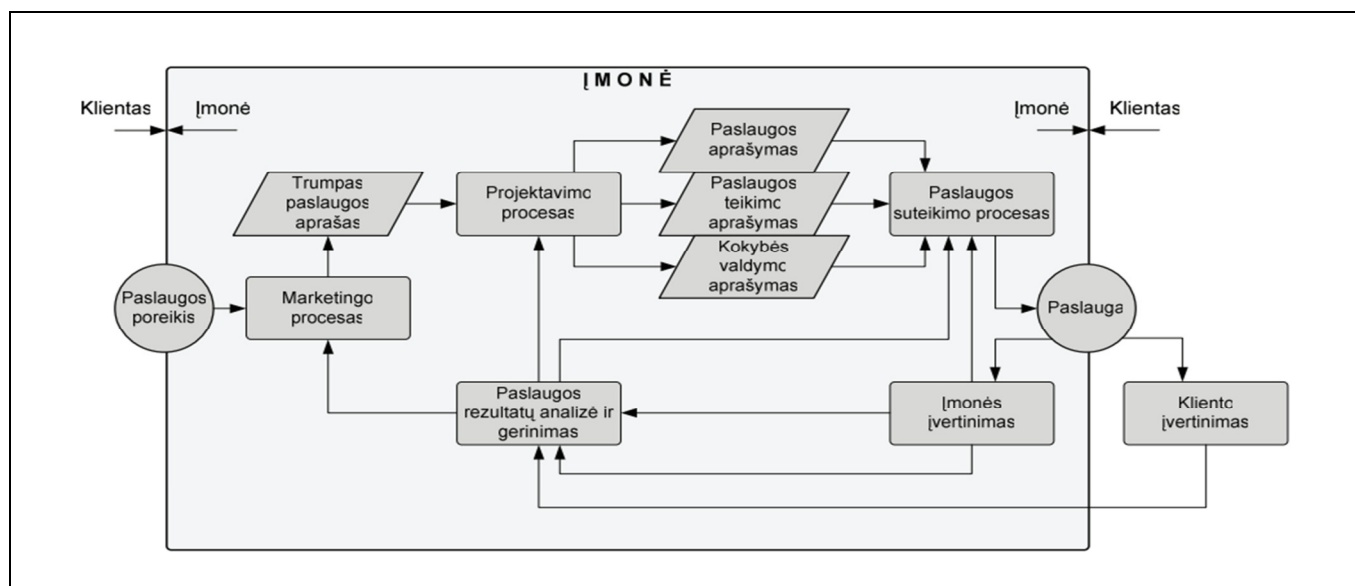 ĮMONĖ
Klientas
Įmonė
Įmonė
Klientas
Paslaugos
aprašymas
Trumpas
paslaugos
aprašas
Projektavimo
procesas
Paslaugos
teikimo
aprašymas
Paslaugos
suteikimo procesas
Kokybės
valdymo
aprašymas
Paslaugos
poreikis
Marketingo
procesas
Paslauga
Paslaugos
rezultatų analizė ir
gerinimas
Įmonės
įvertinimas
Kliento
įvertinimas